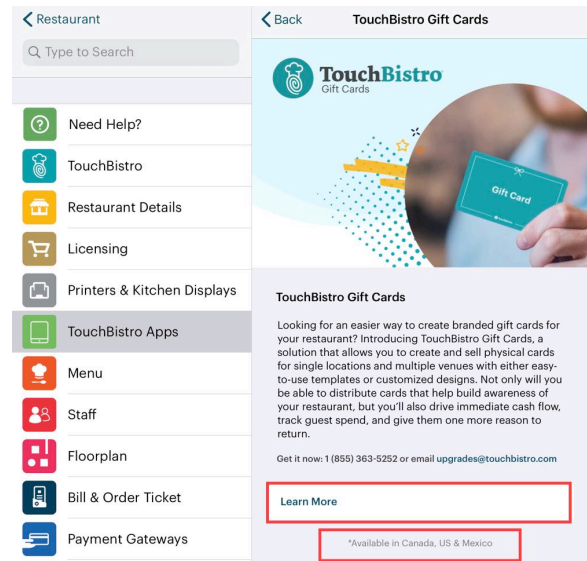 Restaurant
Type to Search
Need Help?
TouchBistro
Restaurant Details
Licensing
Printers & Kitchen Displays
TouchBistro Apps
Menu
Staff
Floorplan
Bill & Order Ticket
Payment Gateways
Back
TouchBistro Gift Cards
TouchBistro
Gift Cards
Gift Card
TouchBistro Gift Cards
Looking for an easier way to create branded gift cards for
your restaurant? Introducing TouchBistro Gift Cards, a
solution that allows you to create and sell physical cards
for single locations and multiple venues with either easy-
to-use templates or customized designs. Not only will you
be able to distribute cards that help build awareness of
your restaurant, but you'll also drive immediate cash flow,
track guest spend, and give them one more reason to
return.
Get it now: 1 (855) 363-5252 or email upgrades@touchbistro.com
Learn More
*Available in Canada, US & Mexico